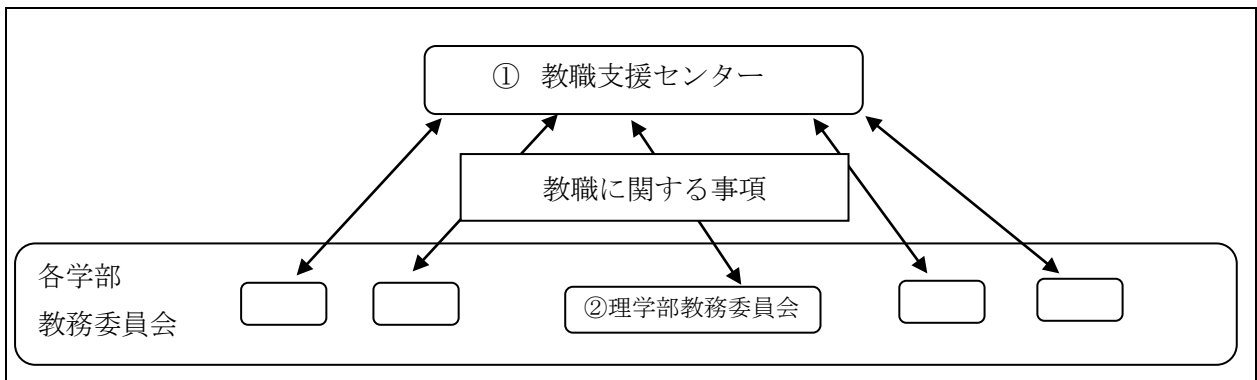 ① 教職支援センター
教職に関する事項
各学部
教務委員会
②理学部教務委員会